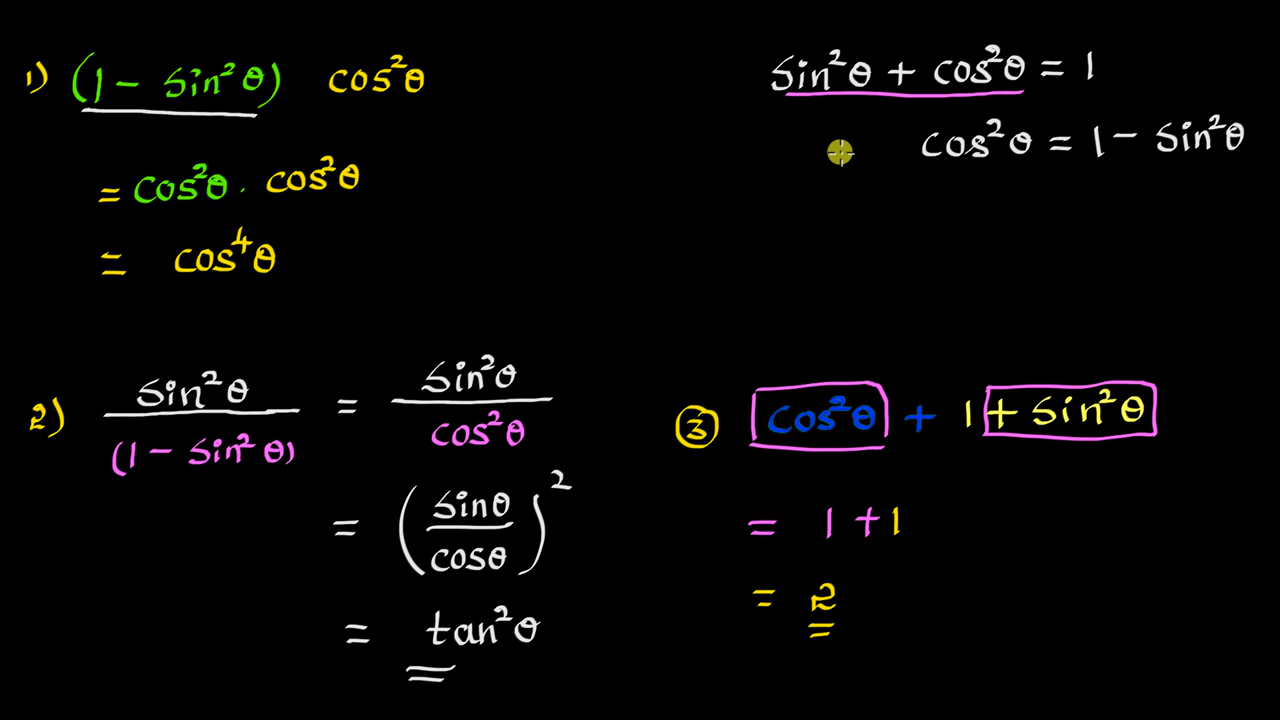 1) (1 - sin²θ) cos²θ
= cos²θ . cos²θ
= cos⁴θ
sin²θ + cos²θ = 1
cos²θ = 1 - sin²θ
2) sin²θ / (1 - sin²θ) = sin²θ / cos²θ
= (sinθ / cosθ)²
= tan²θ
3 cos²θ + 1 + sin²θ
= 1 + 1
= 2